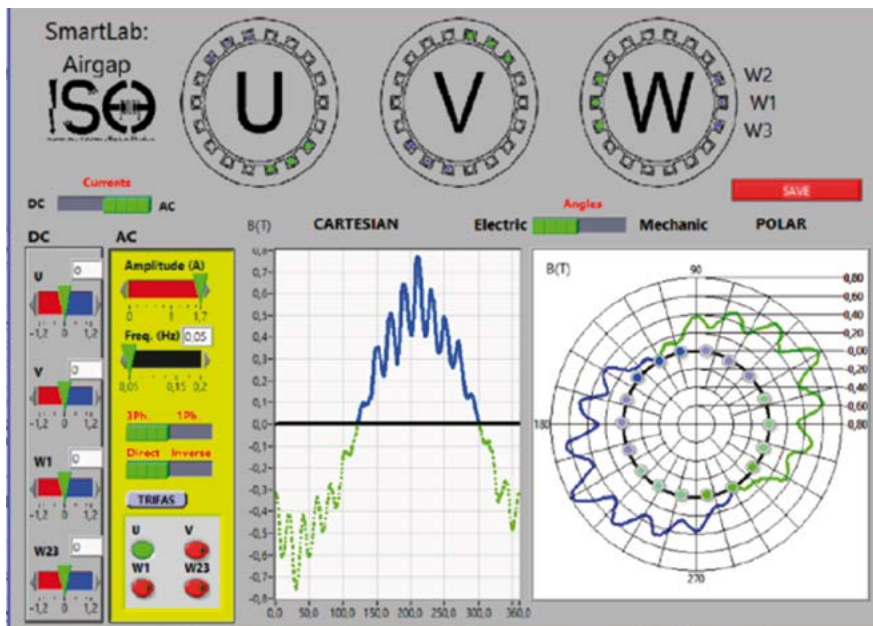 SmartLab:
Airgap
U
V
W
W2
W1
W3
Currents
DC
AC
SAVE
Angles
B(T)
CARTESIAN
Electric
Mechanic
POLAR
DC
U
0
-1,2 0 1,2
V
0
-1,2 0 1,2
W1
0
-1,2 0 1,2
W23
0
-1,2 0 1,2
AC
Amplitude (A)
0 1 1,7
Freq. (Hz) 0,05
0,05 0,15 0,2
3Ph. 1Ph
Direct Inverse
TRIFAS
U V
W1 W23
0,8
0,7
0,6
0,5
0,4
0,3
0,2
0,1
0,0
-0,1
-0,2
-0,3
-0,4
-0,5
-0,6
-0,7
-0,8
0,0 50,0 100,0 150,0 200,0 250,0 300,0 360,0
B(T)
90
180
270
0,80
0,60
0,40
0,20
0,00
-0,20
-0,40
-0,60
-0,80